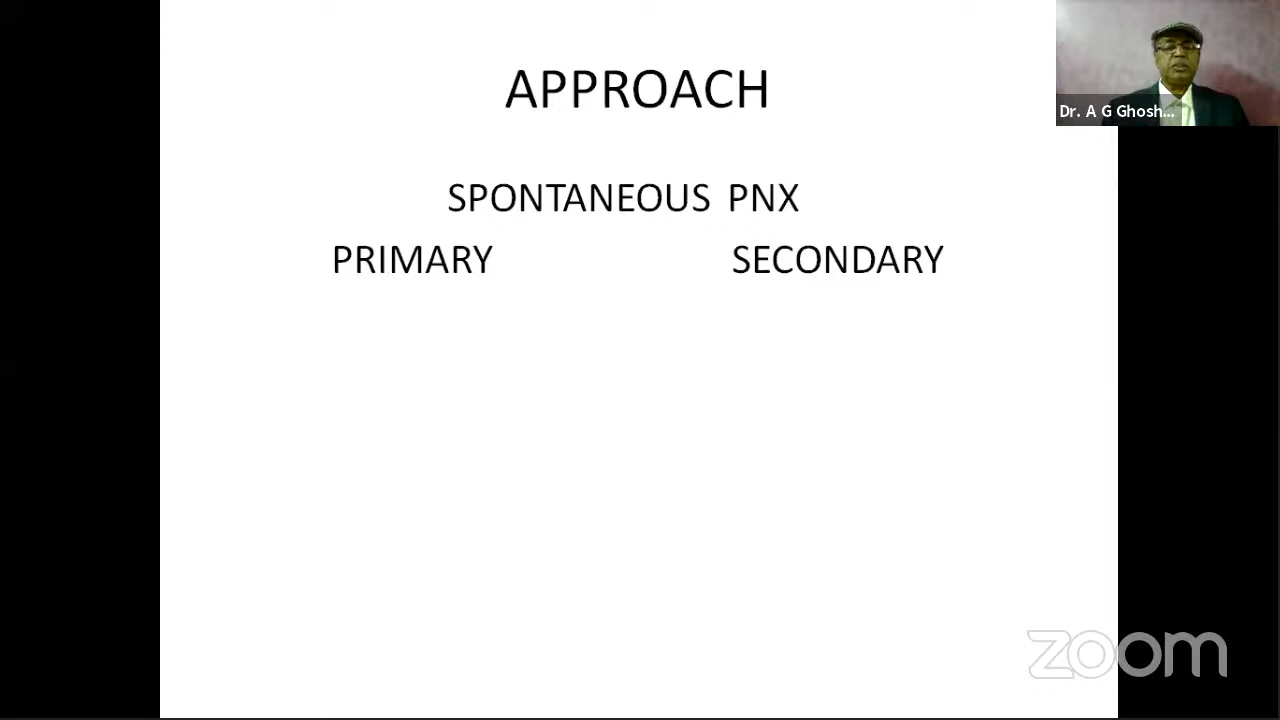 APPROACH
Dr. A G Ghosh...
SPONTANEOUS PNX
PRIMARY SECONDARY
zoom